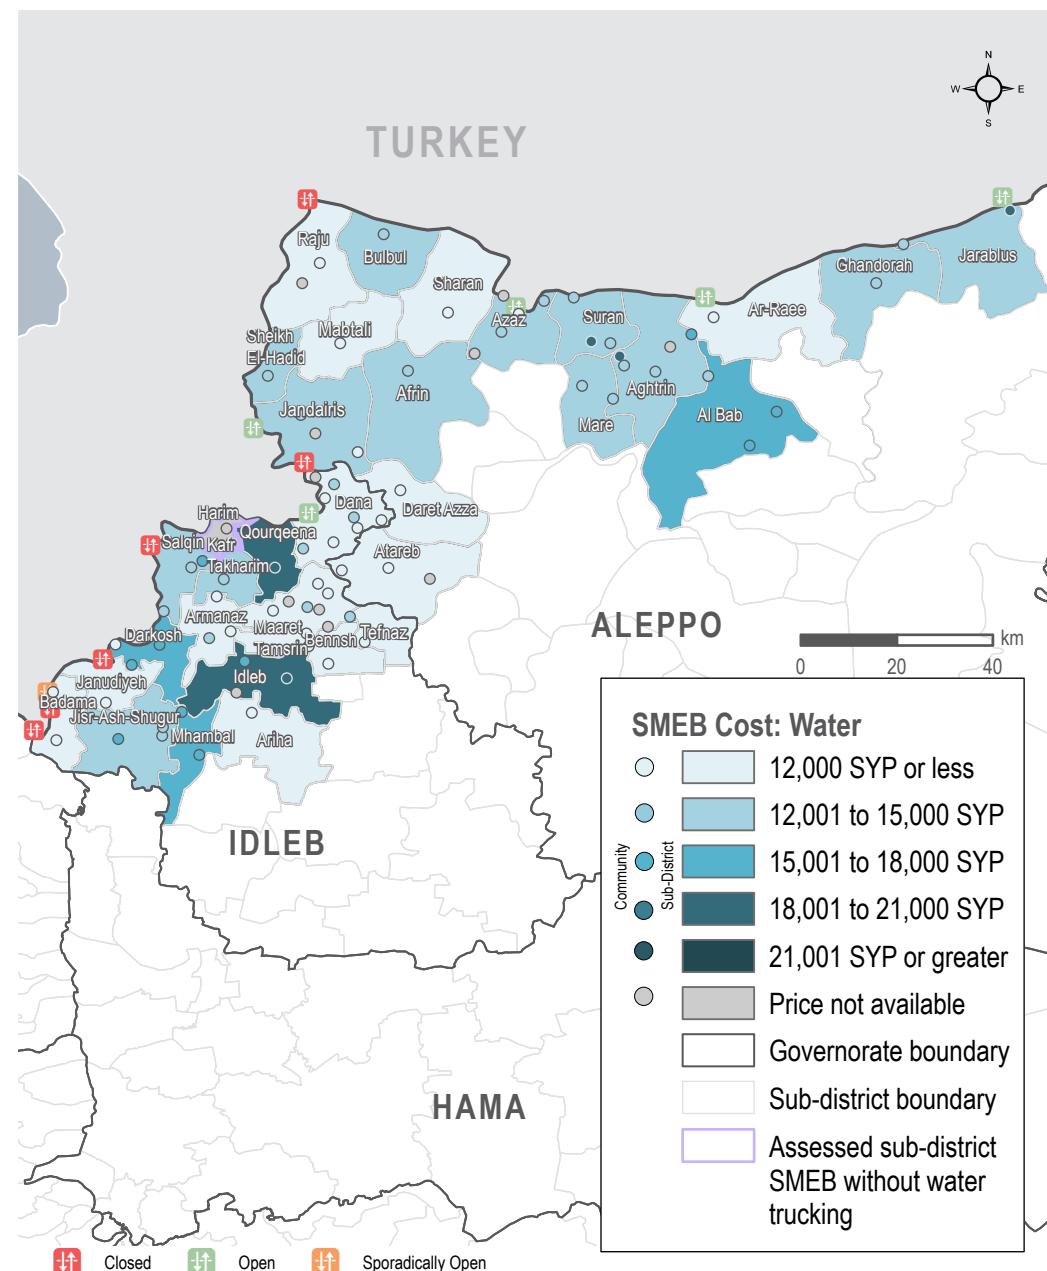 N
W E
S
TURKEY
Raju
Bulbul
Sharan
Ghandorah
Jarablus
Ar-Raee
Azaz
Suran
Sheikh
El-Hadid
Mabtali
Afrin
Aghtrin
Jandairis
Mare
Al Bab
Dana
Daret Azza
Harim
Qourqeena
Salqin
Kafr
Takharim
Atareb
Armanaz
Maaret
Tamsrin
Bennsh
Tefnaz
Darkosh
ALEPPO
km
0 20 40
Idleb
Janudiyeh
Badama
Jisr-Ash-Shugur
Mhambal
Ariha
IDLEB
HAMA
SMEB Cost: Water
Community
Sub-District
12,000 SYP or less
12,001 to 15,000 SYP
15,001 to 18,000 SYP
18,001 to 21,000 SYP
21,001 SYP or greater
Price not available
Governorate boundary
Sub-district boundary
Assessed sub-district
SMEB without water
trucking
Closed
Open
Sporadically Open